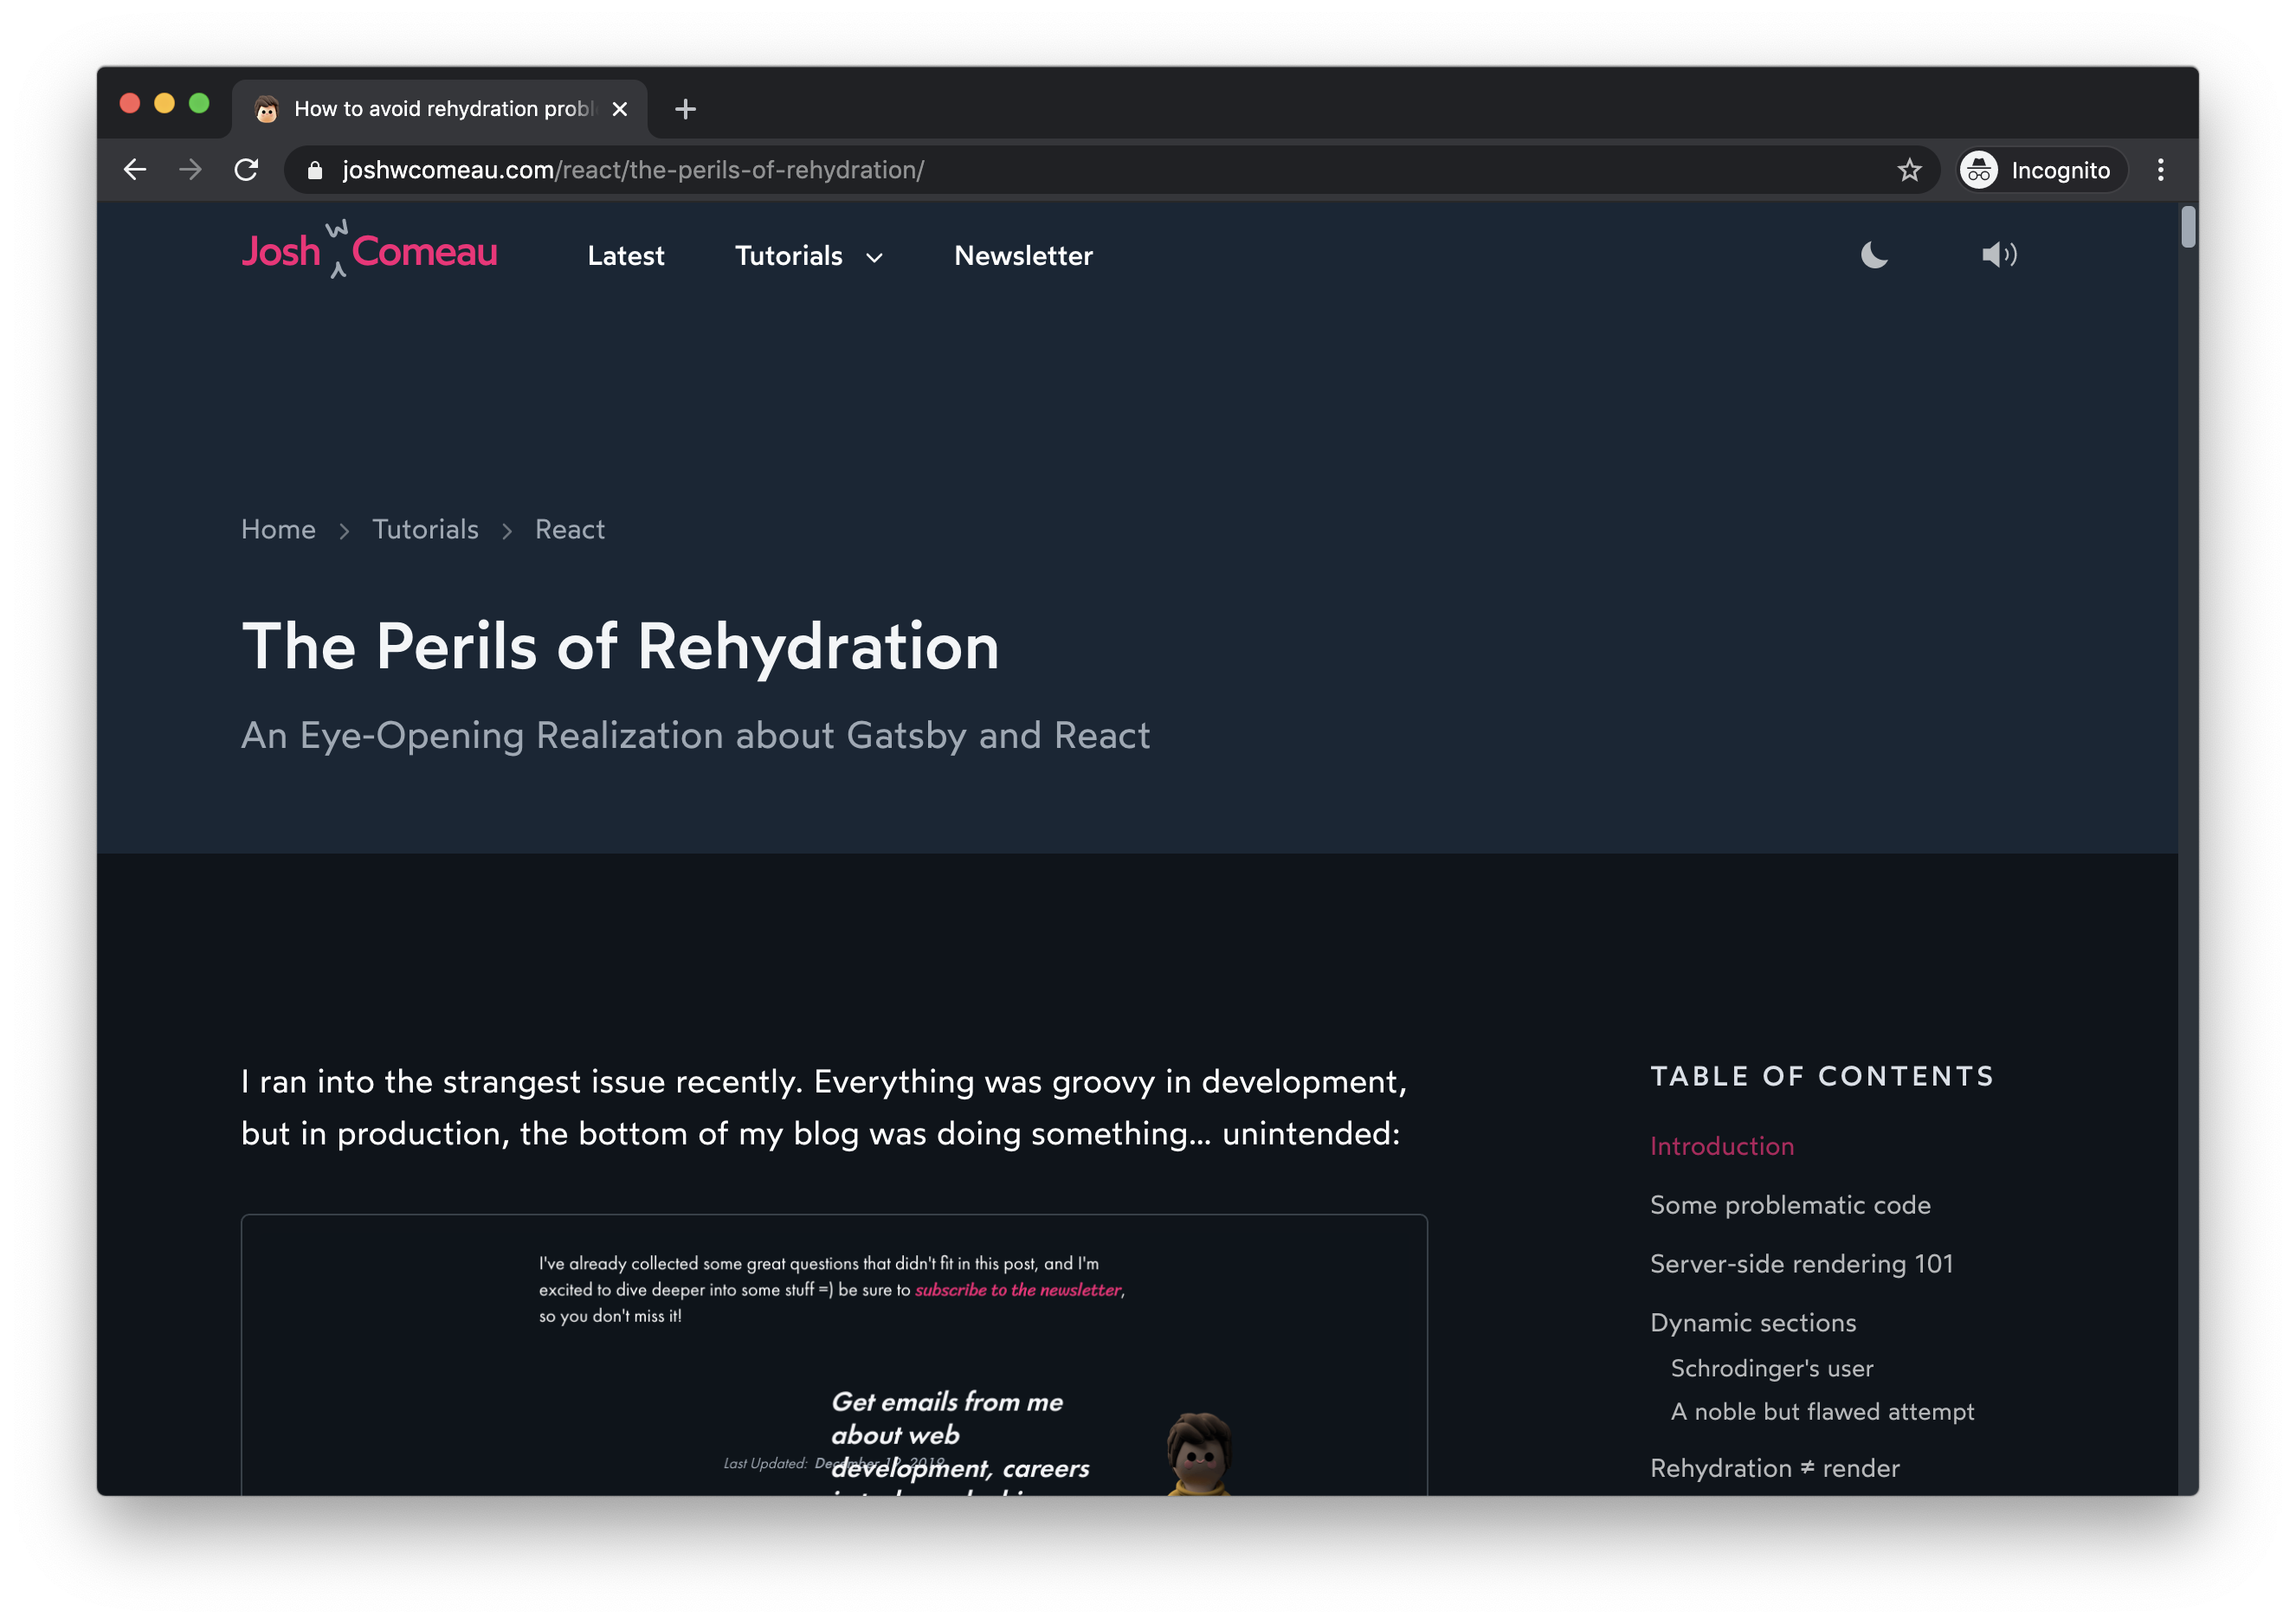 How to avoid rehydration
joshwcomeau.com/react/the-perils-of-rehydration/
Incognito
Josh W Comeau
Latest
Tutorials
Newsletter
Home > Tutorials > React
The Perils of Rehydration
An Eye-Opening Realization about Gatsby and React
I ran into the strangest issue recently. Everything was groovy in development,
but in production, the bottom of my blog was doing something... unintended:
I've already collected some great questions that didn't fit in this post, and I'm
excited to dive deeper into some stuff =) be sure to subscribe to the newsletter,
so you don't miss it!
Get emails from me
about web
Last Updated:
development, careers
TABLE OF CONTENTS
Introduction
Some problematic code
Server-side rendering 101
Dynamic sections
Schrodinger's user
A noble but flawed attempt
Rehydration ≠ render